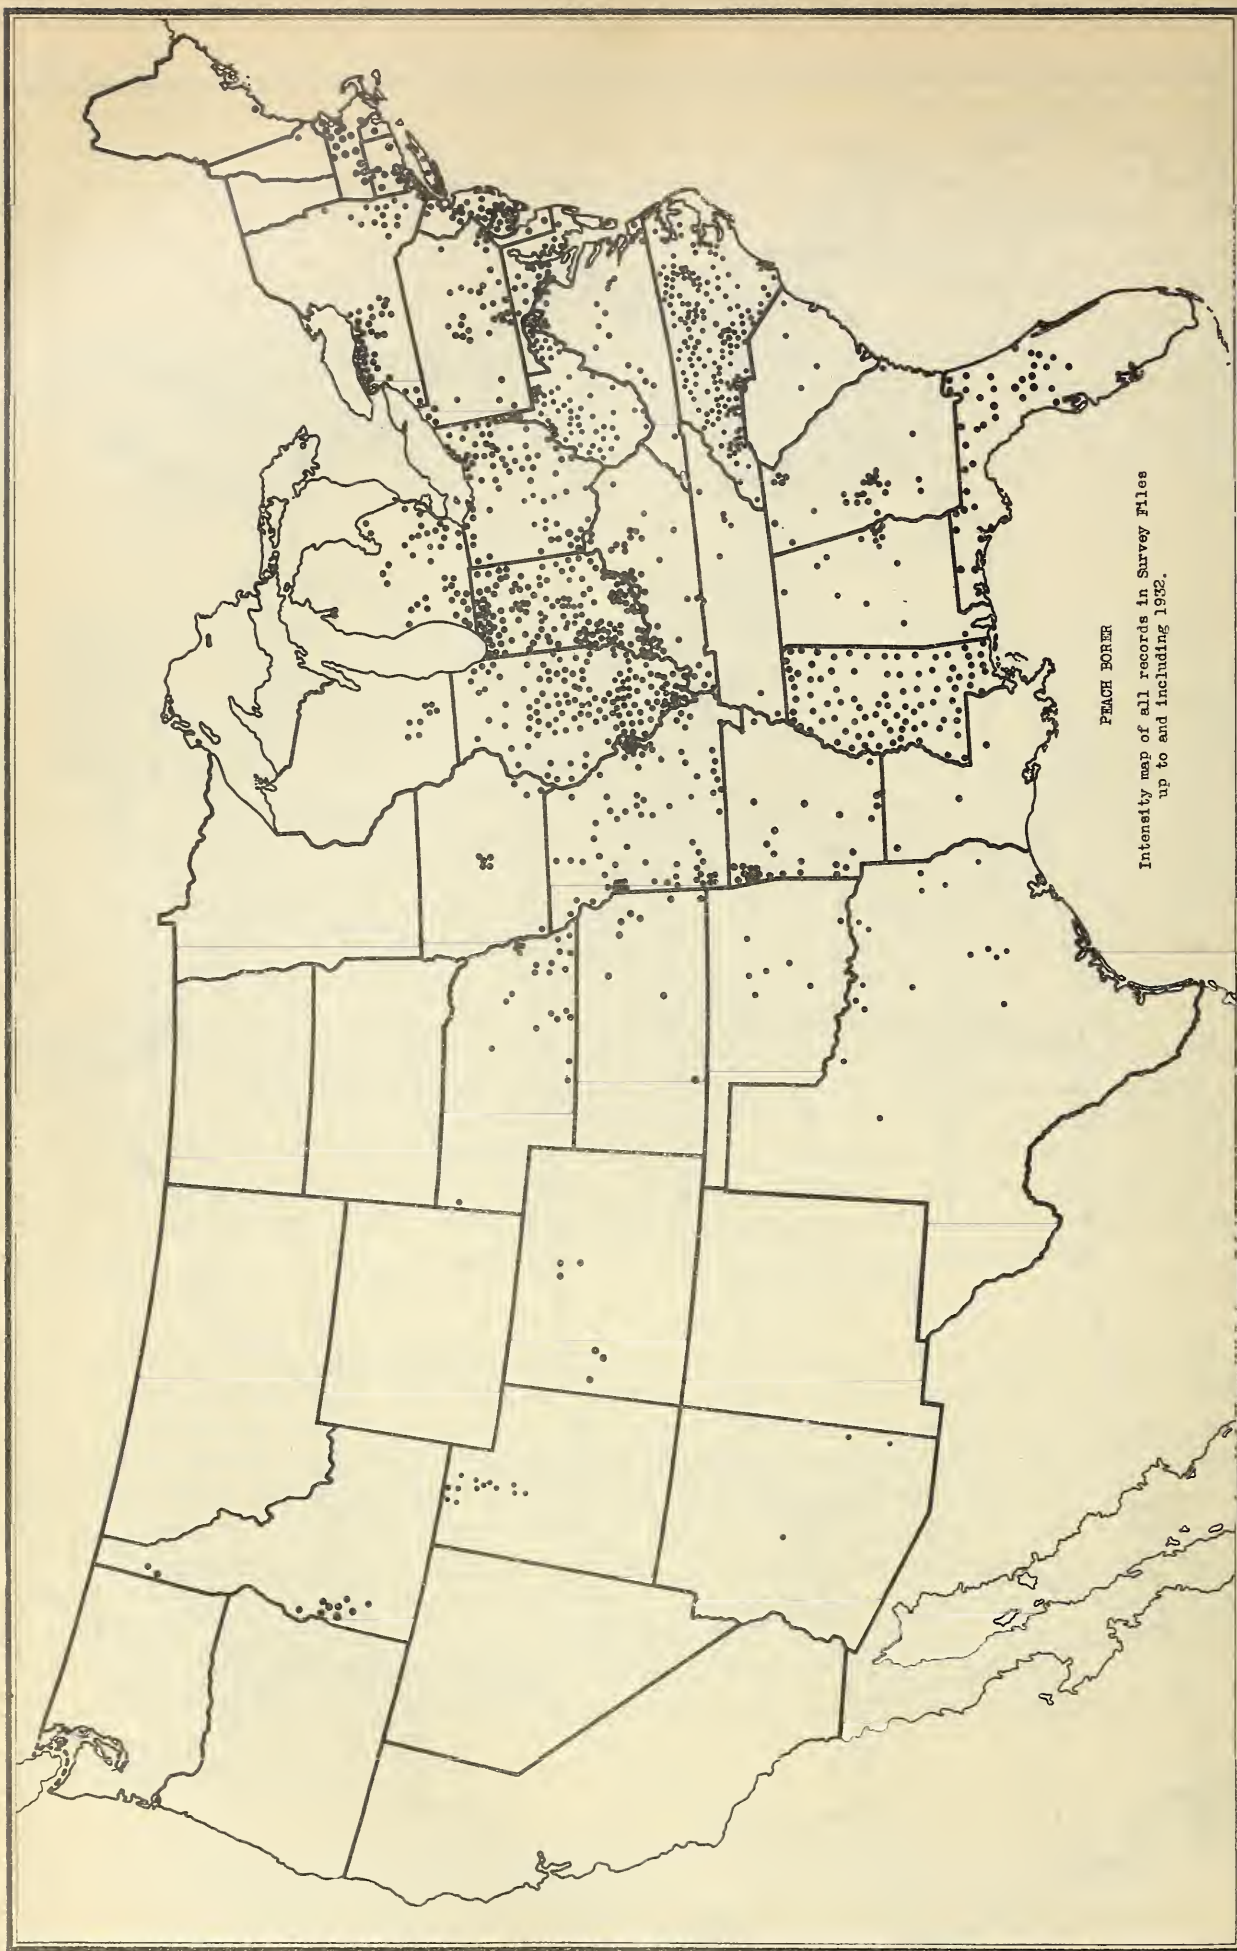 PEACH BORER
Intensity map of all records in Survey Files
up to and including 1932.